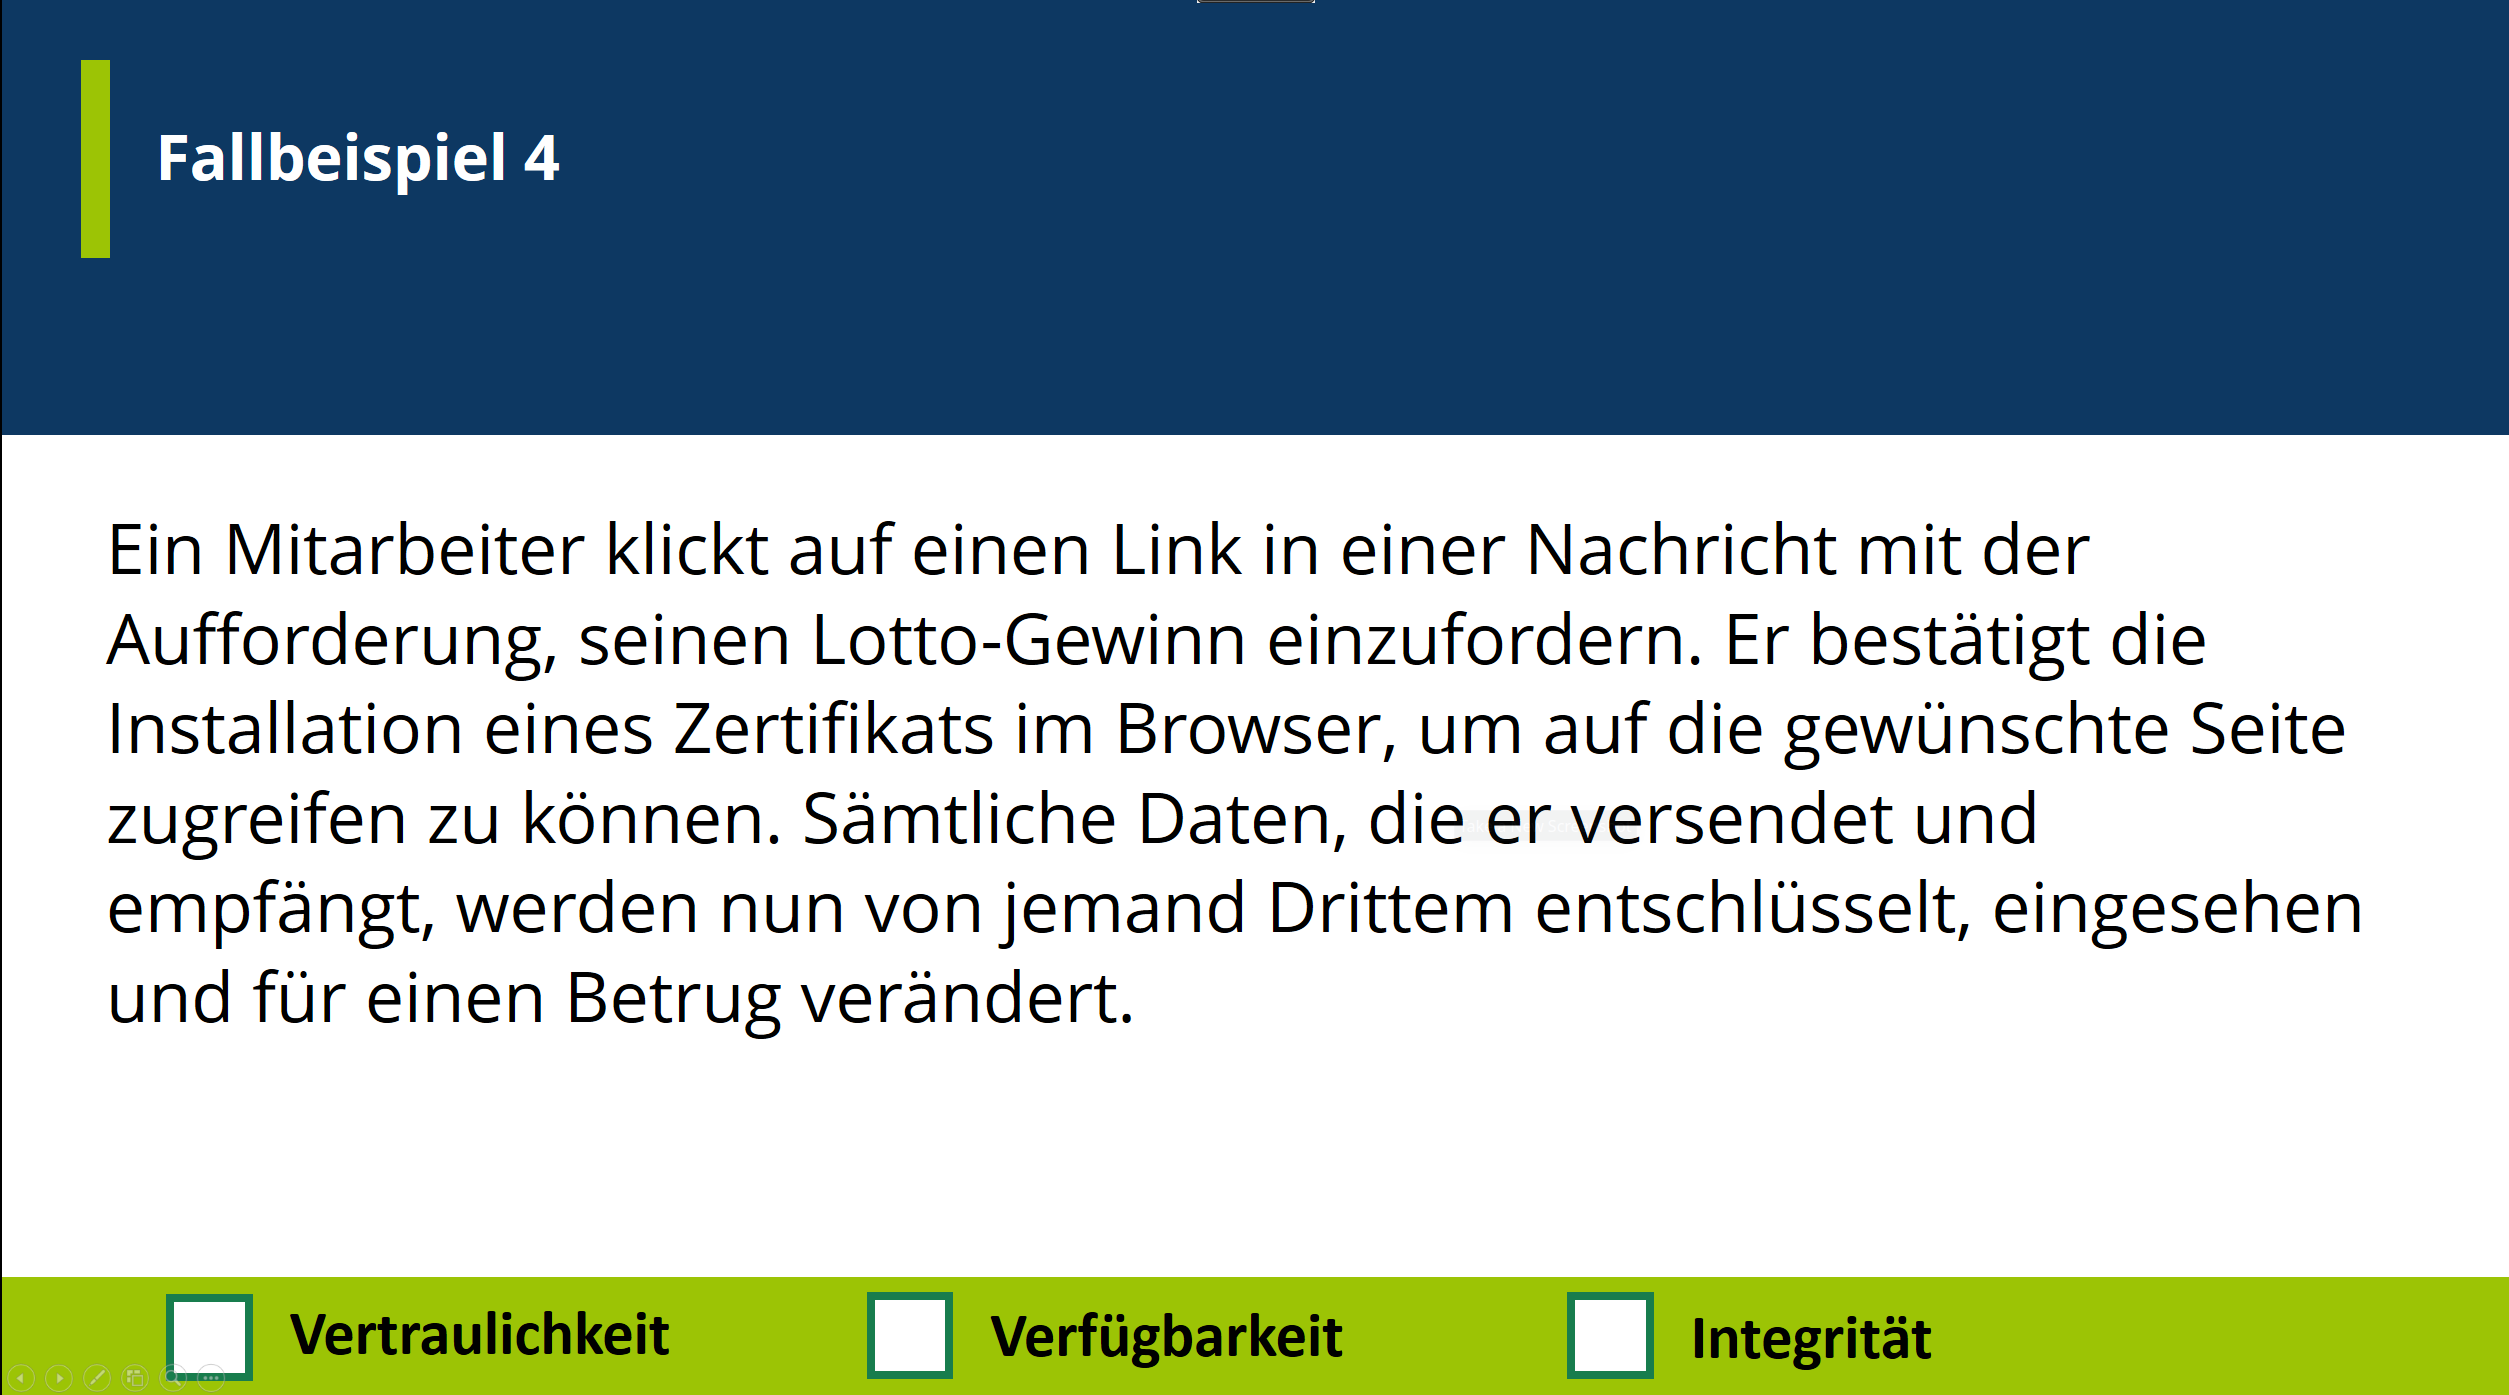 Fallbeispiel 4
Ein Mitarbeiter klickt auf einen Link in einer Nachricht mit der
Aufforderung, seinen Lotto-Gewinn einzufordern. Er bestätigt die
Installation eines Zertifikats im Browser, um auf die gewünschte Seite
zugreifen zu können. Sämtliche Daten, die er versendet und
empfängt, werden nun von jemand Drittem entschlüsselt, eingesehen
und für einen Betrug verändert.
Vertraulichkeit
Verfügbarkeit
Integrität